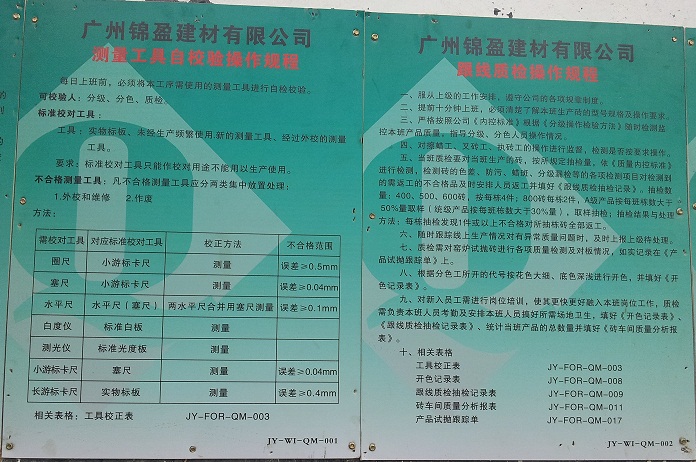 广州锦盈建材有限公司
测量工具自校验操作规程
每日上班前，必须将本工序需使用的测量工具进行自检校验。
可校验人：分级、分色、质检。
标准校对工具：
工具：实物标板、未经生产频繁使用新的测量工具、经过外校的测量
工具。
要求：标准校对工具只能作校对用途不能用以生产使用。
不合格测量工具：凡不合格测量工具应分两类集中放置处理：
1.外校和维修 2.作废
方法：
需校对工具 对应标准校对工具 校正方法 不合格范围
圈尺 小游标卡尺 测量 误差≥0.5mm
塞尺 小游标卡尺 测量 误差≥0.04mm
水平尺 水平尺（塞尺） 两水平尺合并用塞尺测量 误差≥0.1mm
白度仪 标准白板 测量
测光仪 标准光度板 测量
小游标卡尺 塞尺 测量 误差≥0.04mm
长游标卡尺 实物标板 测量 误差≥0.4mm
相关表格：工具校正表 JY-FOR-QM-003
JY-WI-QM-001
广州锦盈建材有限公司
跟线质检操作规程
一、服从上级的工作安排，遵守公司的各项规章制度。
二、提前十分钟上班，必须清楚了解本班生产砖的型号规格及操作要求。
三、严格按照公司《内控标准》根据《分级操作检验方法》随时检测监
控本班产品质量，指导分级、分色人员操作情况。
四、对擦蜡工、叉砖工、执砖工的操作进行监督，检测是否按要求操作。
五、当班质检要对当班生产的砖，按所规定抽检量，依《质量内控标准》
进行检测，检测砖的色差、防污、蜡斑、分级漏检等的各项检测项目对检测到
的需返工的不合格品及时安排人员返工并填好《跟线质检抽检记录》。抽检数
量：400、500、600砖，按每栋4件；800砖每栋2件，A级产品按每班栋数大于
50%量取样（统级产品按每班栋数大于30%量），取样抽检；抽检结果与处理
方法：每栋抽检发现1件或以上不合格对所抽栋砖全部返工。
六、随时跟踪线上生产情况对有异常质量问题时，及时上报上级待处理。
七、质检需对窑炉试抛砖进行各项质量检测及对板情况，如实记录在《产
品试抛跟踪单》上。
八、根据分色工所开的代号按花色大细、底色深浅进行开色，并填好《开
色记录表》。
九、对新入员工需进行岗位培训，使其更快更好融入本班岗位工作，质检
需负责本班人员考勤及安排本班人员搞好所需场地卫生，填好《开色记录表》、
《跟线质检抽检记录表》、统计当班产品的总数量并填好《砖车间质量分析报
表》。
十、相关表格
工具校正表 JY-FOR-QM-003
开色记录表 JY-FOR-QM-008
跟线质检抽检记录表 JY-FOR-QM-009
砖车间质量分析报表 JY-FOR-QM-011
产品试抛跟踪单 JY-FOR-QM-017
JY-WI-QM-002